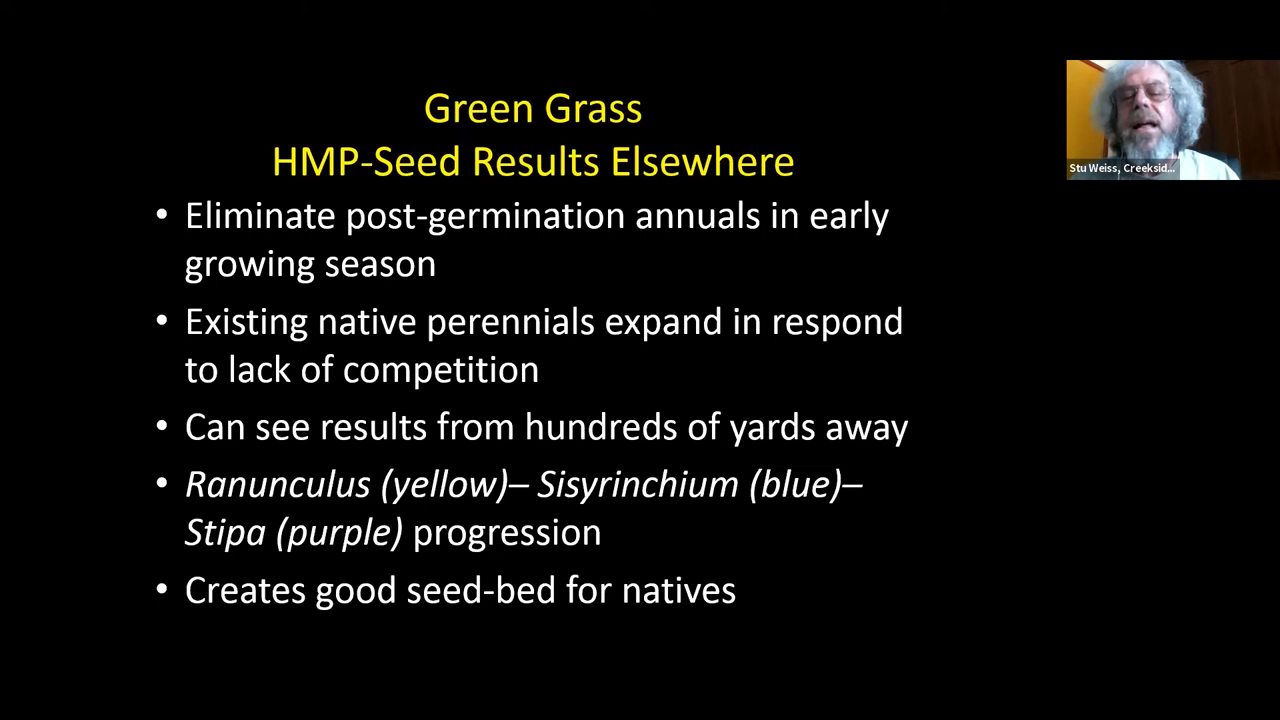 Green Grass
HMP-Seed Results Elsewhere
• Eliminate post-germination annuals in early
growing season
• Existing native perennials expand in respond
to lack of competition
• Can see results from hundreds of yards away
• Ranunculus (yellow)– Sisyrinchium (blue)–
Stipa (purple) progression
• Creates good seed-bed for natives
Stu Weiss, Creeksid...